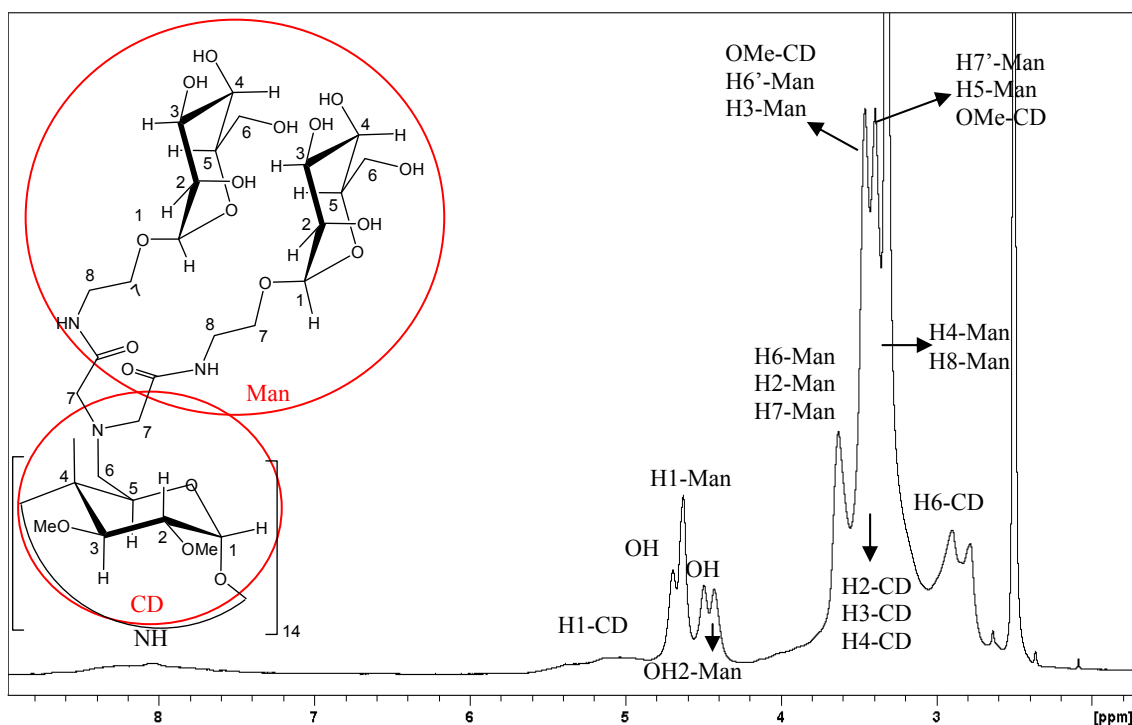 HO
OH
4
H
3
H
6
OH
H
5
2
OH
H
O
1
O
H
8
7
HN
O
7
HO
OH
4
H
3
H
6
OH
H
5
2
OH
H
O
O
1
H
8
7
O
NH
Man
N
7
6
4
H
5
O
MeO
2
H
3
H
OMe
1
H
O
CD
14
NH
OMe-CD
H6’-Man
H3-Man
H7’-Man
H5-Man
OMe-CD
H4-Man
H8-Man
H6-Man
H2-Man
H7-Man
H1-Man
H6-CD
OH
OH
H2-CD
H3-CD
H4-CD
H1-CD
OH2-Man
8
7
6
5
4
3
[ppm]